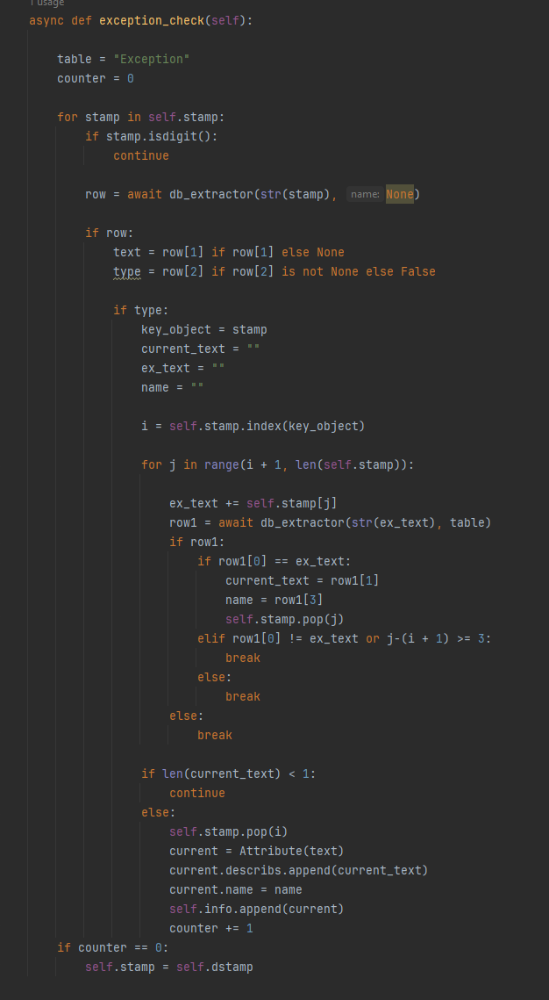 1 usage
async def exception_check(self):
table = "Exception"
counter = 0
for stamp in self.stamp:
if stamp.isdigit():
continue
row = await db_extractor(str(stamp), name: None)
if row:
text = row[1] if row[1] else None
type = row[2] if row[2] is not None else False
if type:
key_object = stamp
current_text = ""
ex_text = ""
name = ""
i = self.stamp.index(key_object)
for j in range(i + 1, len(self.stamp)):
ex_text += self.stamp[j]
row1 = await db_extractor(str(ex_text), table)
if row1:
if row1[0] == ex_text:
current_text = row1[1]
name = row1[3]
self.stamp.pop(j)
elif row1[0] != ex_text or j-(i + 1) >= 3:
break
else:
break
else:
break
if len(current_text) < 1:
continue
else:
self.stamp.pop(i)
current = Attribute(text)
current.describs.append(current_text)
current.name = name
self.info.append(current)
counter += 1
if counter == 0:
self.stamp = self.dstamp